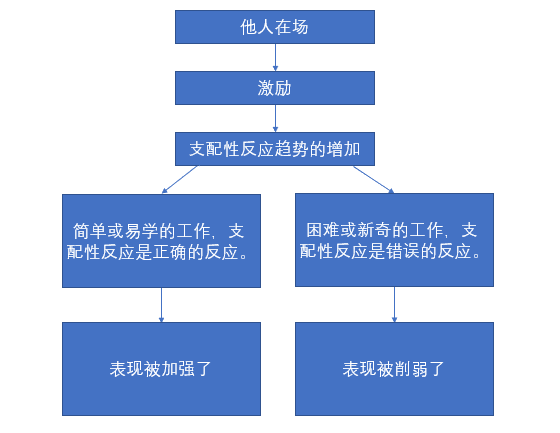 他人在场
激励
支配性反应趋势的增加
简单或易学的工作，支
配性反应是正确的反应。
困难或新奇的工作，支
配性反应是错误的反应。
表现被加强了
表现被削弱了